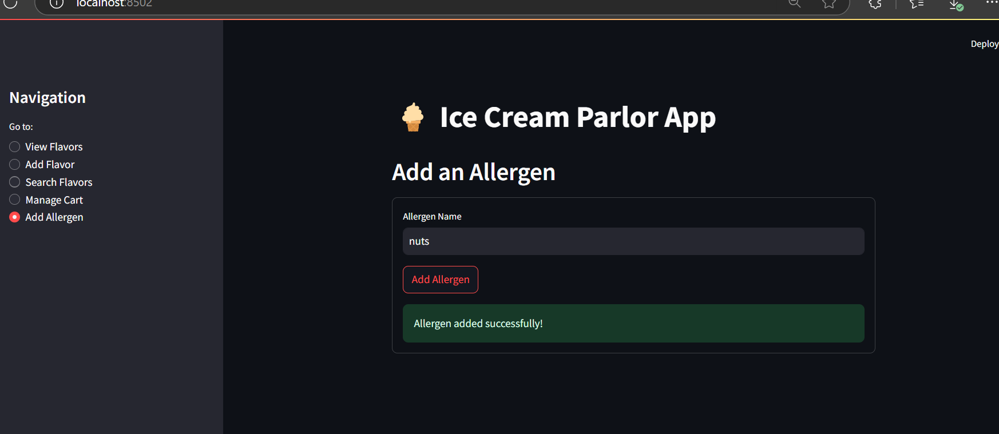 localhost:8502
Deploy
Navigation
Go to:
View Flavors
Add Flavor
Search Flavors
Manage Cart
Add Allergen
Ice Cream Parlor App
Add an Allergen
Allergen Name
nuts
Add Allergen
Allergen added successfully!